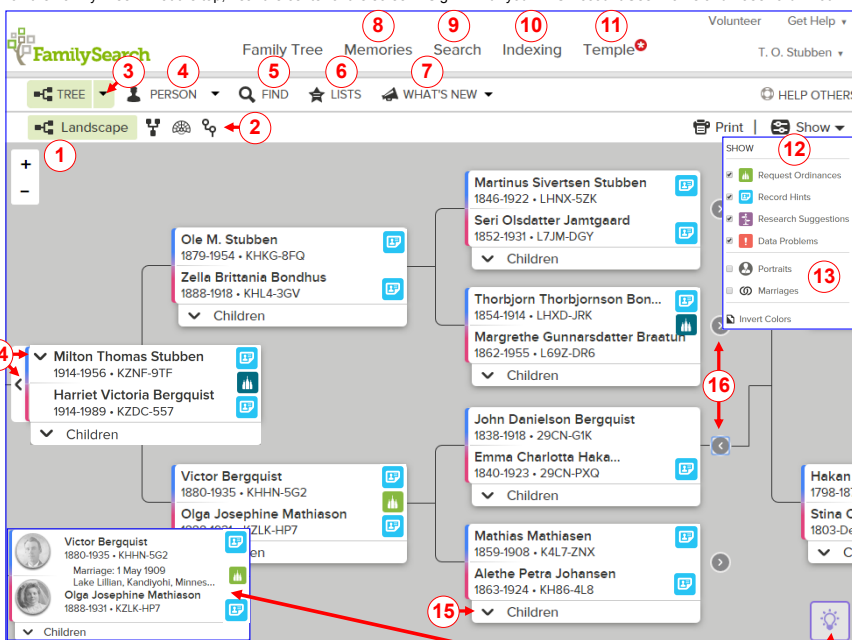 8 9 10 11
Volunteer Get Help
FamilySearch Family Tree Memories Search Indexing Temple
T. O. Stubben
3 4 5 6 7
TREE PERSON FIND LISTS WHAT'S NEW HELP OTHERS
Landscape 2 Print | Show
1
SHOW 12
Request Ordinances
Record Hints
Research Suggestions
Data Problems
Portraits 13
Marriages
Invert Colors
+
−
Martinus Sivertsen Stubben
1846-1922 • LHNX-5ZK
Seri Olsdatter Jamtgaard
1852-1931 • L7JM-DGY
Children
Ole M. Stubben
1879-1954 • KHKG-8FQ
Zella Brittania Bondhus
1888-1918 • KHL4-3GV
Children
Thorbjorn Thorbjornson Bon...
1854-1914 • LHXD-JRK
Margrethe Gunnarsdatter Braatun
1862-1955 • L69Z-DR6
Children
4
Milton Thomas Stubben
1914-1956 • KZNF-9TF
Harriet Victoria Bergquist
1914-1989 • KZDC-557
Children
16
John Danielson Bergquist
1838-1918 • 29CN-G1K
Emma Charlotta Haka...
1840-1923 • 29CN-PXQ
Children
Victor Bergquist
1880-1935 • KHHN-5G2
Olga Josephine Mathiason
KZLK-HP7
en
Hakan
1798-18
Stina
1803-De
Mathias Mathiasen
1859-1908 • K4L7-ZNX
Alethe Petra Johansen
1863-1924 • KH86-4L8
15 Children
Victor Bergquist
1880-1935 • KHHN-5G2
Marriage: 1 May 1909
Lake Lillian, Kandiyohi, Minnes...
Olga Josephine Mathiason
1888-1931 • KZLK-HP7
Children